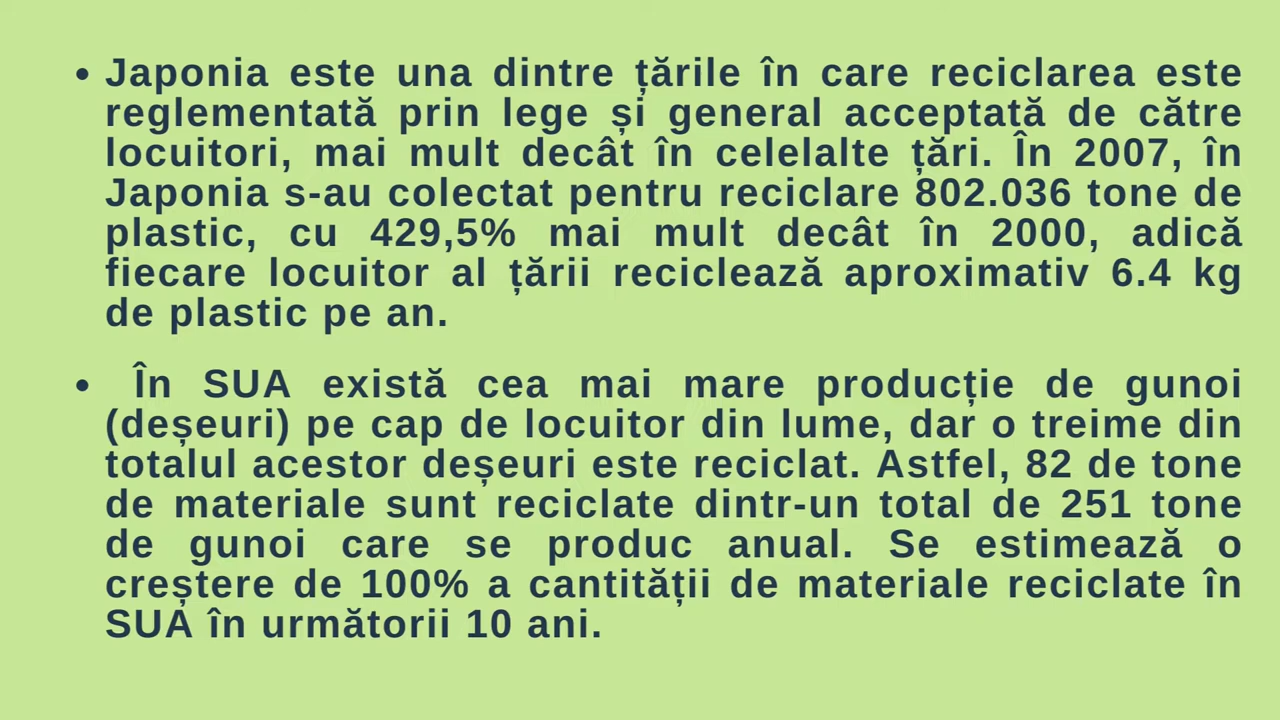 • Japonia este una dintre țările în care reciclarea este
reglementată prin lege și general acceptată de către
locuitori, mai mult decât în celelalte țări. În 2007, în
Japonia s-au colectat pentru reciclare 802.036 tone de
plastic, cu 429,5% mai mult decât în 2000, adică
fiecare locuitor al țării reciclează aproximativ 6.4 kg
de plastic pe an.
• În SUA există cea mai mare producție de gunoi
(deșeuri) pe cap de locuitor din lume, dar o treime din
totalul acestor deșeuri este reciclat. Astfel, 82 de tone
de materiale sunt reciclate dintr-un total de 251 tone
de gunoi care se produc anual. Se estimează o
creștere de 100% a cantității de materiale reciclate în
SUA în următorii 10 ani.